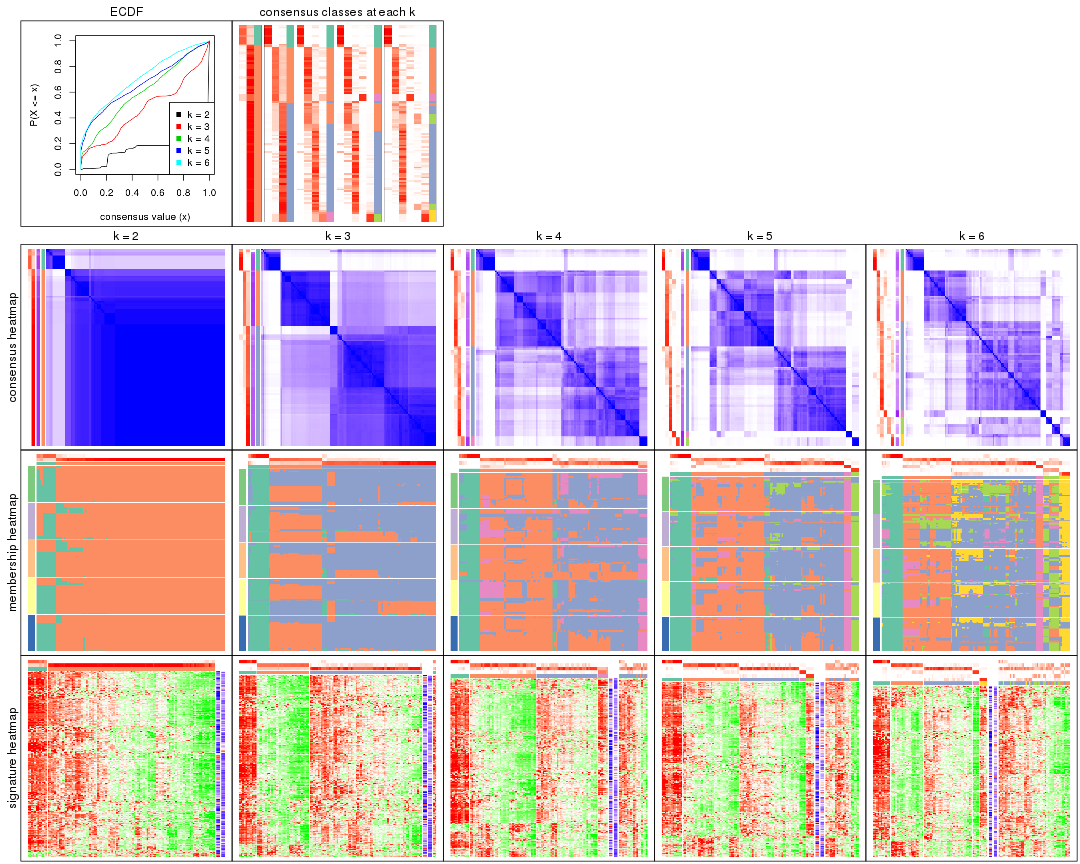 ECDF
consensus classes at each k
P(X <= x)
0.0
0.2
0.4
0.6
0.8
1.0
k = 2
k = 3
k = 4
k = 5
k = 6
0.0 0.2 0.4 0.6 0.8 1.0
consensus value (x)
k = 2
k = 3
k = 4
k = 5
k = 6
consensus heatmap
membership heatmap
signature heatmap